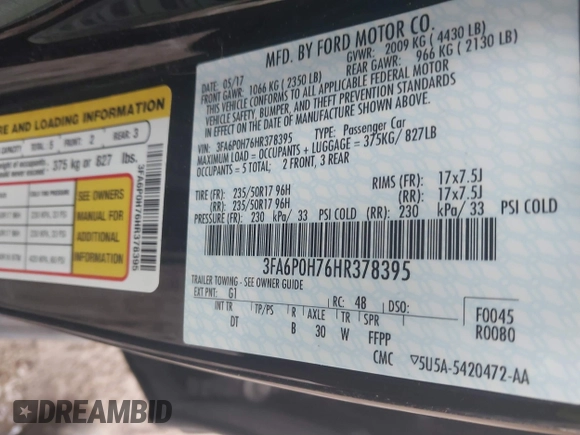 MFD. BY FORD MOTOR CO.
DATE: 05/17 GVWR: 2009 KG ( 4430 LB)
FRONT GAWR: 1066 KG ( 2350 LB) REAR GAWR: 966 KG ( 2130 LB)
THIS VEHICLE CONFORMS TO ALL APPLICABLE FEDERAL MOTOR
VEHICLE SAFETY, BUMPER, AND THEFT PREVENTION STANDARDS
IN EFFECT ON THE DATE OF MANUFACTURE SHOWN ABOVE.
VIN: 3FA6P0H76HR378395 TYPE: Passenger Car
MAXIMUM LOAD = OCCUPANTS + LUGGAGE = 375KG/ 827LB
OCCUPANTS = 5 TOTAL; 2 FRONT, 3 REAR
TIRE (FR): 235/50R17 96H RIMS (FR): 17x7.5J
(RR): 235/50R17 96H (RR): 17x7.5J
PRESSURE (FR): 230 kPa/ 33 PSI COLD (RR): 230 kPa/ 33 PSI COLD
3FA6P0H76HR378395
TRAILER TOWING - SEE OWNER GUIDE
EXT PNT: G1 RC: 48 DSO: F0045
R0080
INT TR TP/PS R AXLE TR SPR
DT B 30 W FFPP
CMC 5U5A-5420472-AA
RE AND LOADING INFORMATION
TOTAL: 5 FRONT: 2 REAR: 3
375 kg or 827 lbs.
SEE
OWNERS
MANUAL FOR
ADDITIONAL
INFORMATION
3FA6P0H76HR378395
DREAMBID